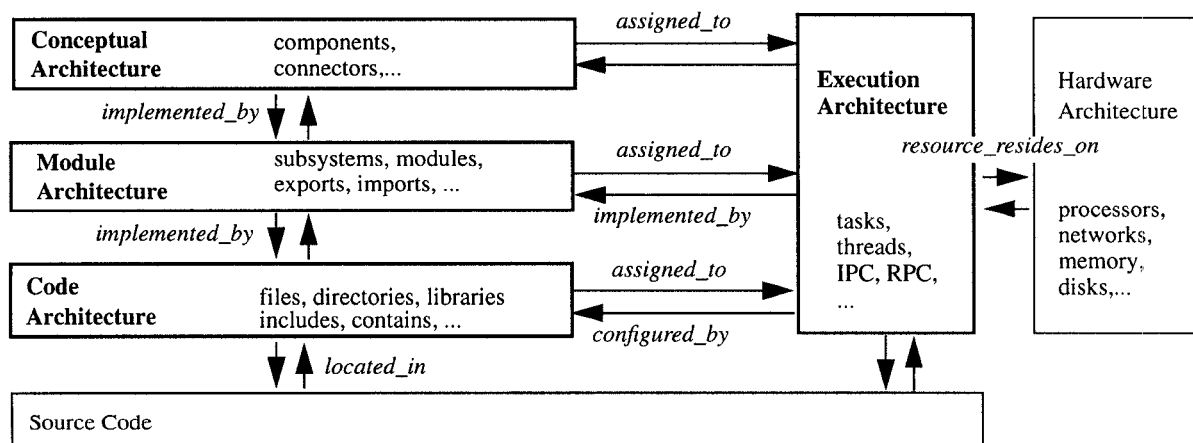 assigned_to
Conceptual
Architecture
components,
connectors,...
implemented_by
Module
Architecture
subsystems, modules,
exports, imports, ...
assigned_to
implemented_by
implemented_by
Code
Architecture
files, directories, libraries
includes, contains, ...
assigned_to
configured_by
located_in
Source Code
Execution
Architecture
tasks,
threads,
IPC, RPC,
...
resource_resides_on
Hardware
Architecture
processors,
networks,
memory,
disks,...